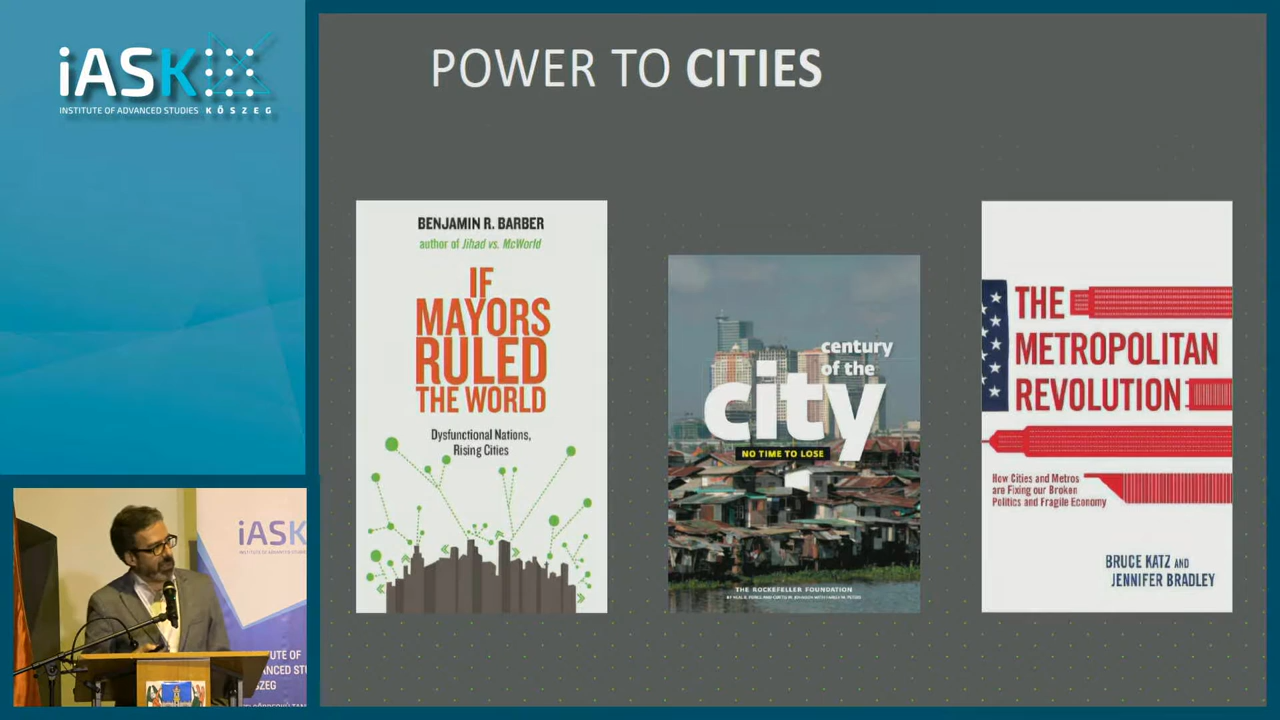 iASK
INSTITUTE OF ADVANCED STUDIES KŐSZEG
POWER TO CITIES
BENJAMIN R. BARBER
author of Jihad vs. McWorld
IF
MAYORS
RULED
THE WORLD
Dysfunctional Nations,
Rising Cities
century
of the
city
NO TIME TO LOSE
THE ROCKEFELLER FOUNDATION
THE
METROPOLITAN
REVOLUTION
How Cities and Metros
are Fixing our Broken
Politics and Fragile Economy
BRUCE KATZ AND
JENNIFER BRADLEY
iASK